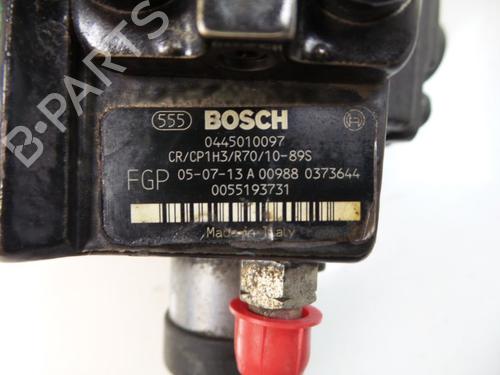 B-PARTS
555 BOSCH
0445010097
CR/CP1H3/R70/10-89S
FGP 05-07-13 A 00988 0373644
0055193731
Made in Italy